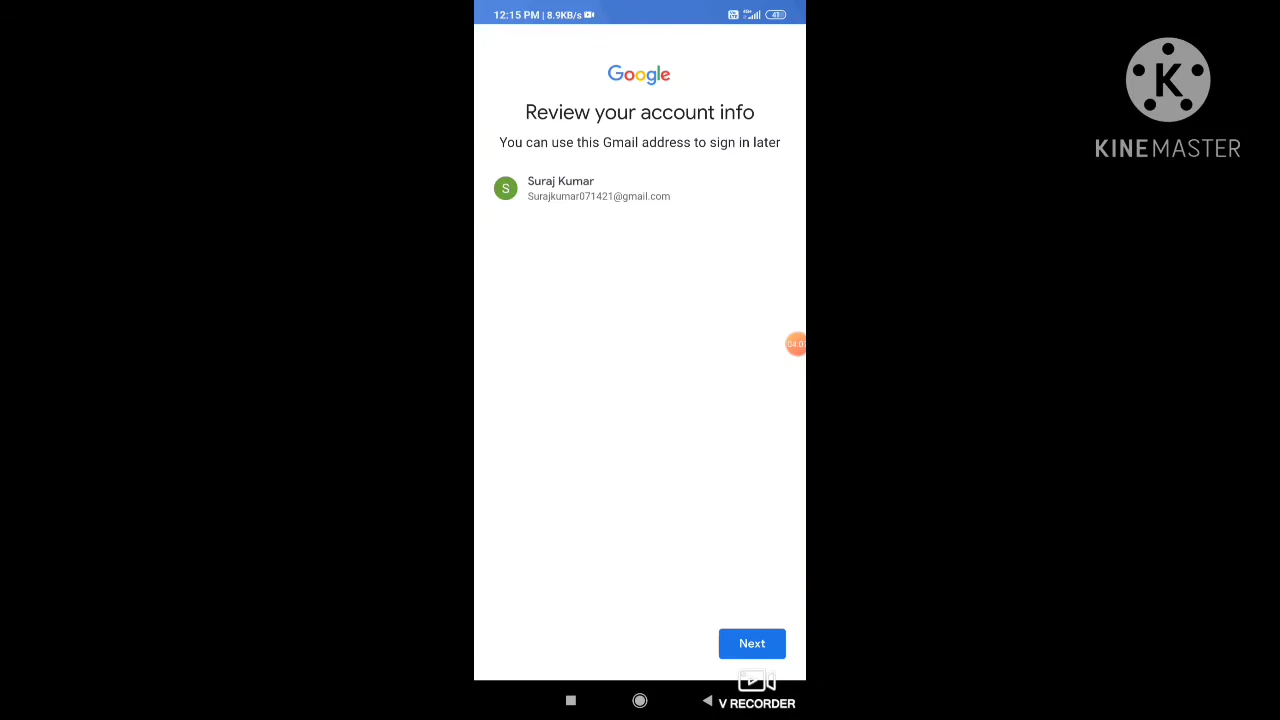 12:15 PM | 8.9KB/s
41
Google
Review your account info
You can use this Gmail address to sign in later
S
Suraj Kumar
Surajkumar071421@gmail.com
Next
V RECORDER
K
KINEMASTER